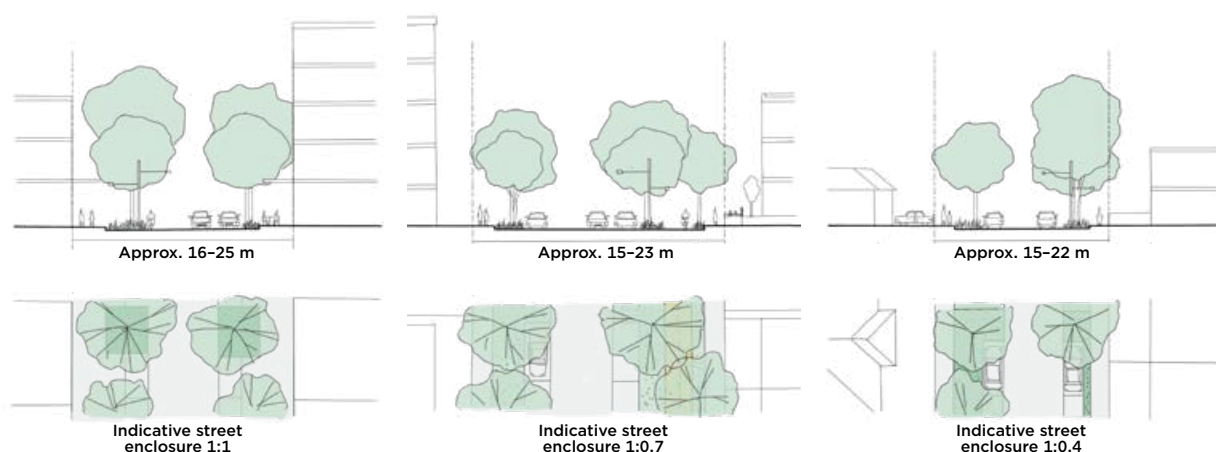 Approx. 16–25 m
Approx. 15–23 m
Approx. 15–22 m
Indicative street
enclosure 1:1
Indicative street
enclosure 1:0.7
Indicative street
enclosure 1:0.4